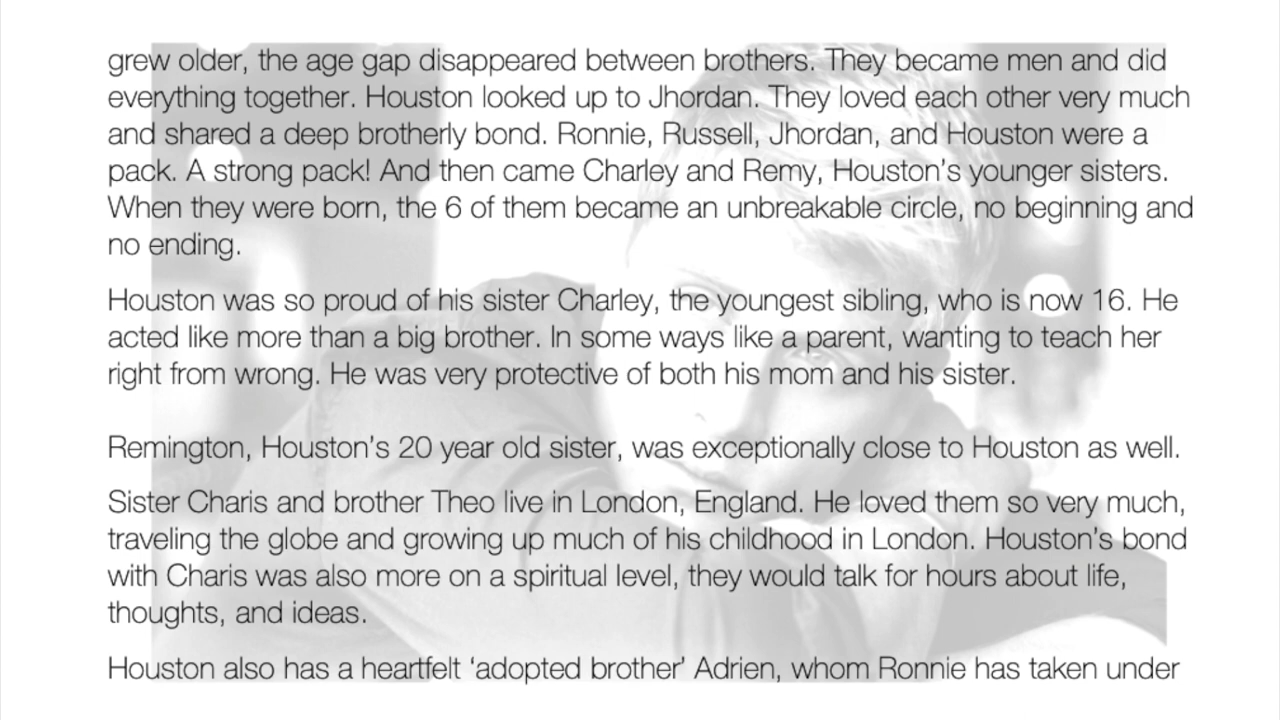 grew older, the age gap disappeared between brothers. They became men and did
everything together. Houston looked up to Jhordan. They loved each other very much
and shared a deep brotherly bond. Ronnie, Russell, Jhordan, and Houston were a
pack. A strong pack! And then came Charley and Remy, Houston’s younger sisters.
When they were born, the 6 of them became an unbreakable circle, no beginning and
no ending.
Houston was so proud of his sister Charley, the youngest sibling, who is now 16. He
acted like more than a big brother. In some ways like a parent, wanting to teach her
right from wrong. He was very protective of both his mom and his sister.
Remington, Houston’s 20 year old sister, was exceptionally close to Houston as well.
Sister Charis and brother Theo live in London, England. He loved them so very much,
traveling the globe and growing up much of his childhood in London. Houston’s bond
with Charis was also more on a spiritual level, they would talk for hours about life,
thoughts, and ideas.
Houston also has a heartfelt ‘adopted brother’ Adrien, whom Ronnie has taken under